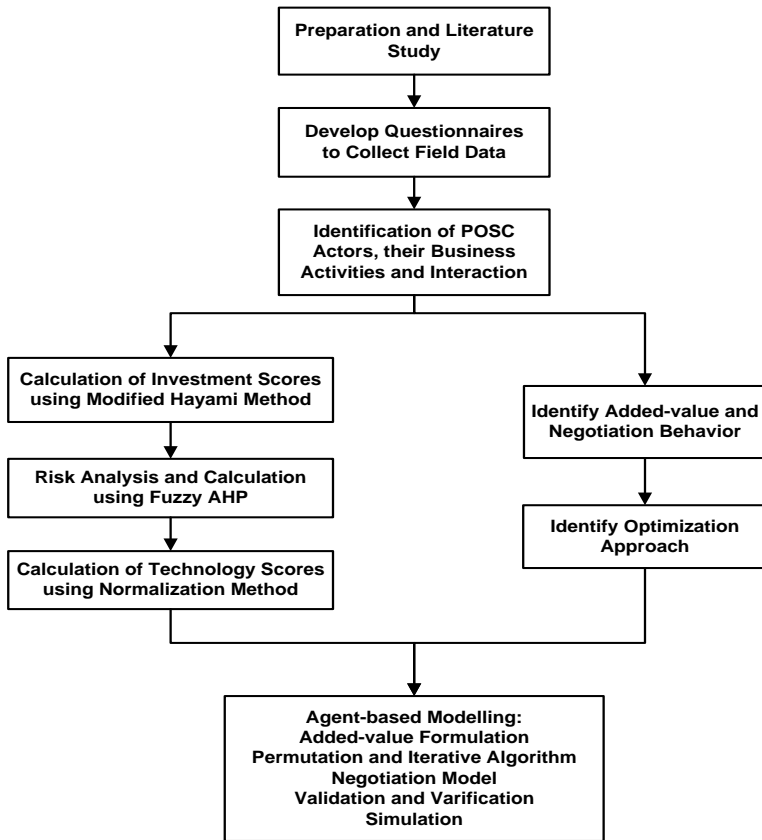 Preparation and Literature
Study
Develop Questionnaires
to Collect Field Data
Identification of POSC
Actors, their Business
Activities and Interaction
Calculation of Investment Scores
using Modified Hayami Method
Risk Analysis and Calculation
using Fuzzy AHP
Calculation of Technology Scores
using Normalization Method
Identify Added-value and
Negotiation Behavior
Identify Optimization
Approach
Agent-based Modelling:
Added-value Formulation
Permutation and Iterative Algorithm
Negotiation Model
Validation and Varification
Simulation